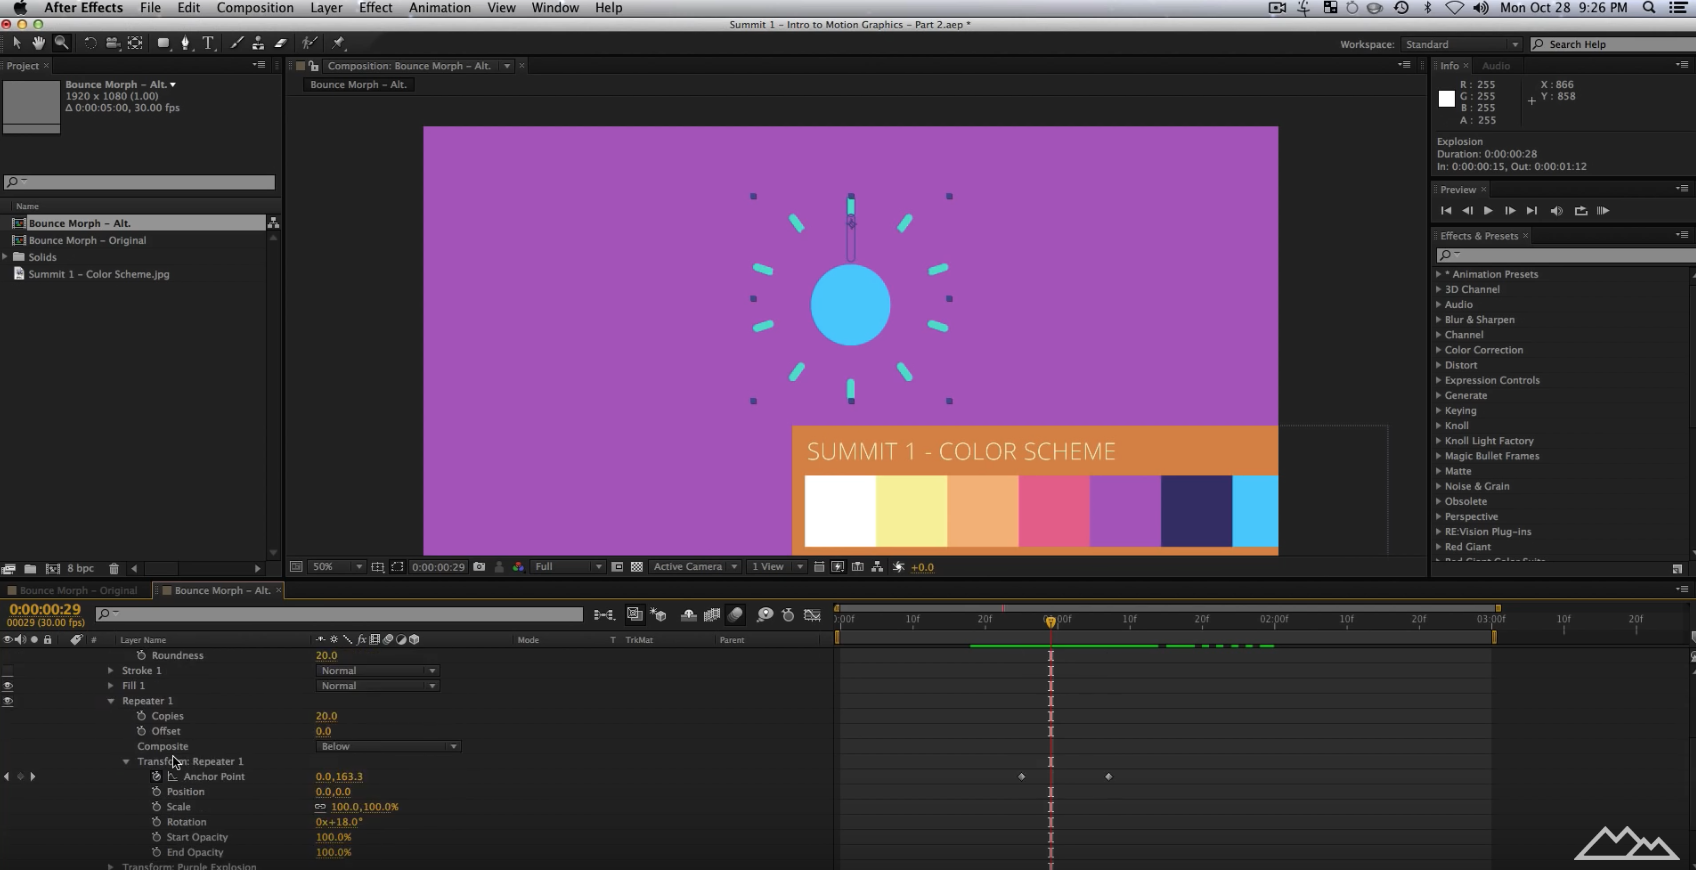 After Effects File Edit Composition Layer Effect Animation View Window Help
Mon Oct 28 9:26 PM
Summit 1 – Intro to Motion Graphics – Part 2.aep *
Workspace: Standard
Search Help
Project ×
Bounce Morph – Alt.
1920 x 1080 (1.00)
Δ 0:00:05:00, 30.00 fps
Name
Bounce Morph – Alt.
Bounce Morph – Original
Solids
Summit 1 – Color Scheme.jpg
8 bpc
Composition: Bounce Morph – Alt.
Bounce Morph – Alt.
SUMMIT 1 - COLOR SCHEME
50% 0:00:00:29 Full Active Camera 1 View +0.0
Info × Audio
R : 255
G : 255
B : 255
A : 255
X : 866
Y : 858
Explosion
Duration: 0:00:00:28
In: 0:00:00:15, Out: 0:00:01:12
Preview ×
Effects & Presets ×
* Animation Presets
3D Channel
Audio
Blur & Sharpen
Channel
Color Correction
Distort
Expression Controls
Generate
Keying
Knoll
Knoll Light Factory
Magic Bullet Frames
Matte
Noise & Grain
Obsolete
Perspective
RE:Vision Plug-ins
Red Giant
Bounce Morph – Original
Bounce Morph – Alt. ×
0:00:00:29
00029 (30.00 fps)
:00f 10f 20f 00f 10f 20f 02:00f 10f 20f 03:00f 10f 20f
# Layer Name fx Mode T TrkMat Parent
Roundness 20.0
Stroke 1 Normal
Fill 1 Normal
Repeater 1
Copies 20.0
Offset 0.0
Composite Below
Transform: Repeater 1
Anchor Point 0.0,163.3
Position 0.0,0.0
Scale 100.0,100.0%
Rotation 0x+18.0°
Start Opacity 100.0%
End Opacity 100.0%
Transform: Purple Explosion